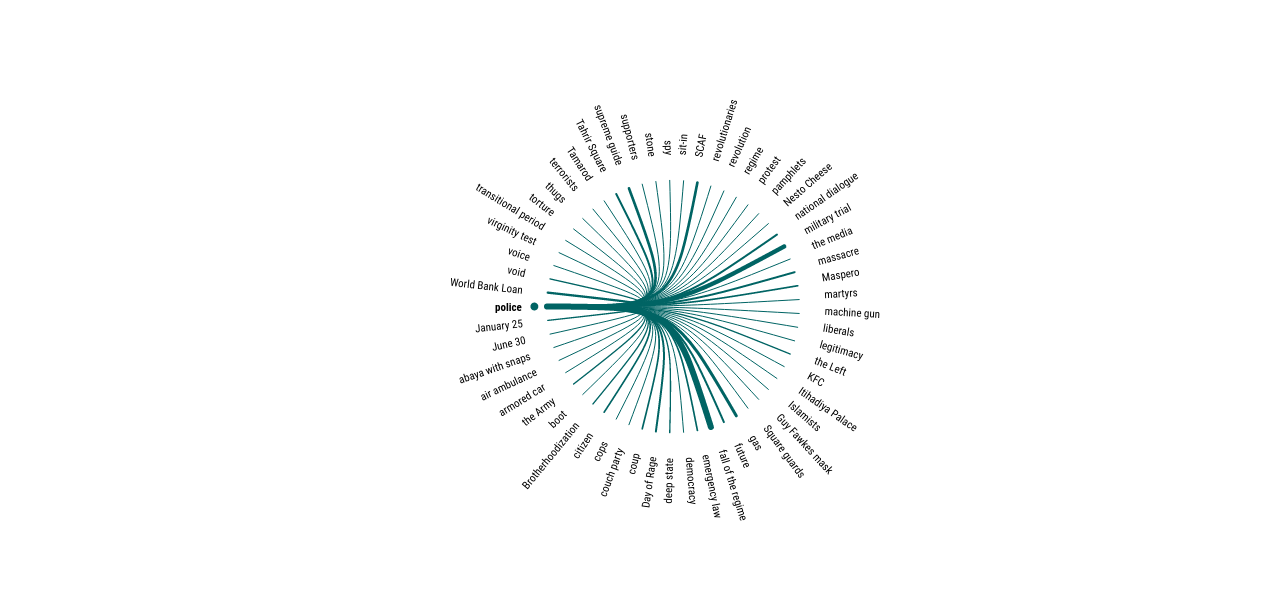 police
World Bank Loan
void
voice
virginity test
transitional period
torture
thugs
terrorists
Tamarod
Tahrir Square
supreme guide
supporters
stone
spy
sit-in
SCAF
revolutionaries
revolution
regime
protest
pamphlets
Nesto Cheese
national dialogue
military trial
the media
massacre
Maspero
martyrs
machine gun
liberals
legitimacy
the Left
KFC
Itihadiya Palace
Islamists
Guy Fawkes mask
Square guards
gas
future
fall of the regime
emergency law
democracy
deep state
Day of Rage
coup
couch party
cops
citizen
Brotherhoodization
boot
the Army
armored car
air ambulance
abaya with snaps
June 30
January 25